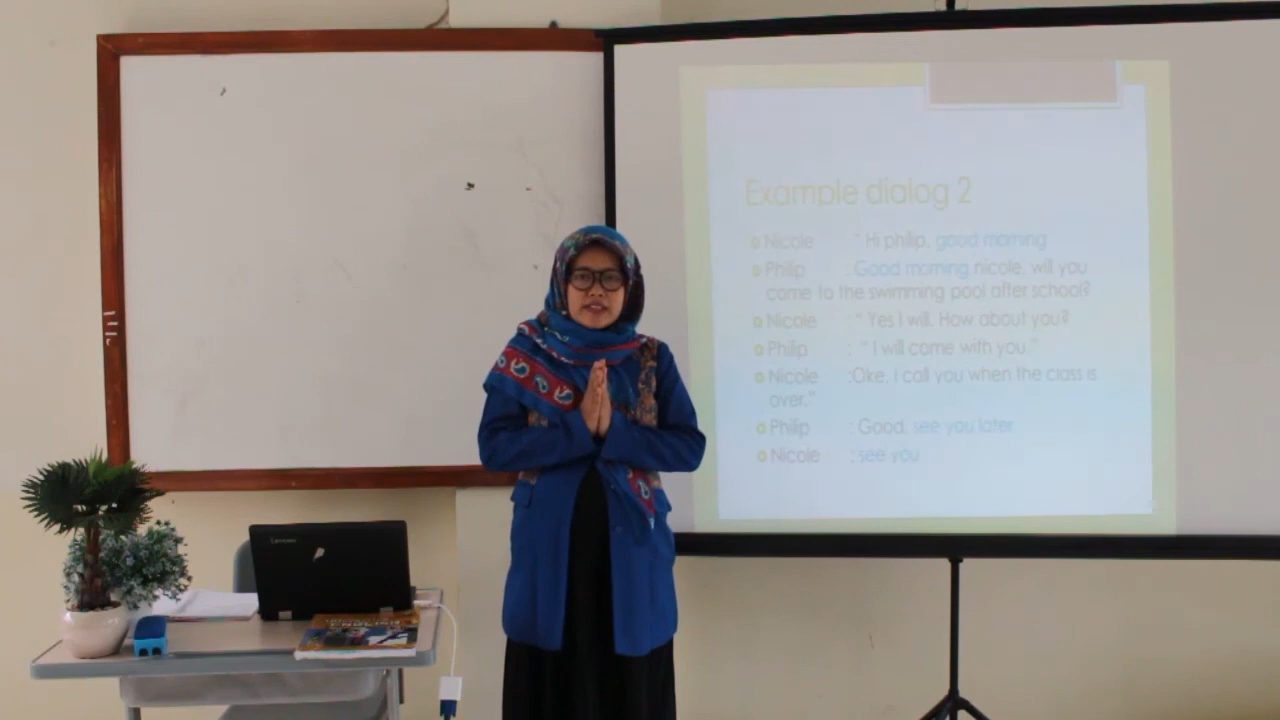 Example dialog 2
Nicole : " Hi philip, good morning
Philip : Good morning nicole, will you
come to the swimming pool after school?
Nicole : " Yes I will. How about you?
Philip : " I will come with you "
Nicole :Oke, I call you when the class is
over."
Philip : Good, see you later
Nicole : see you
Lenovo